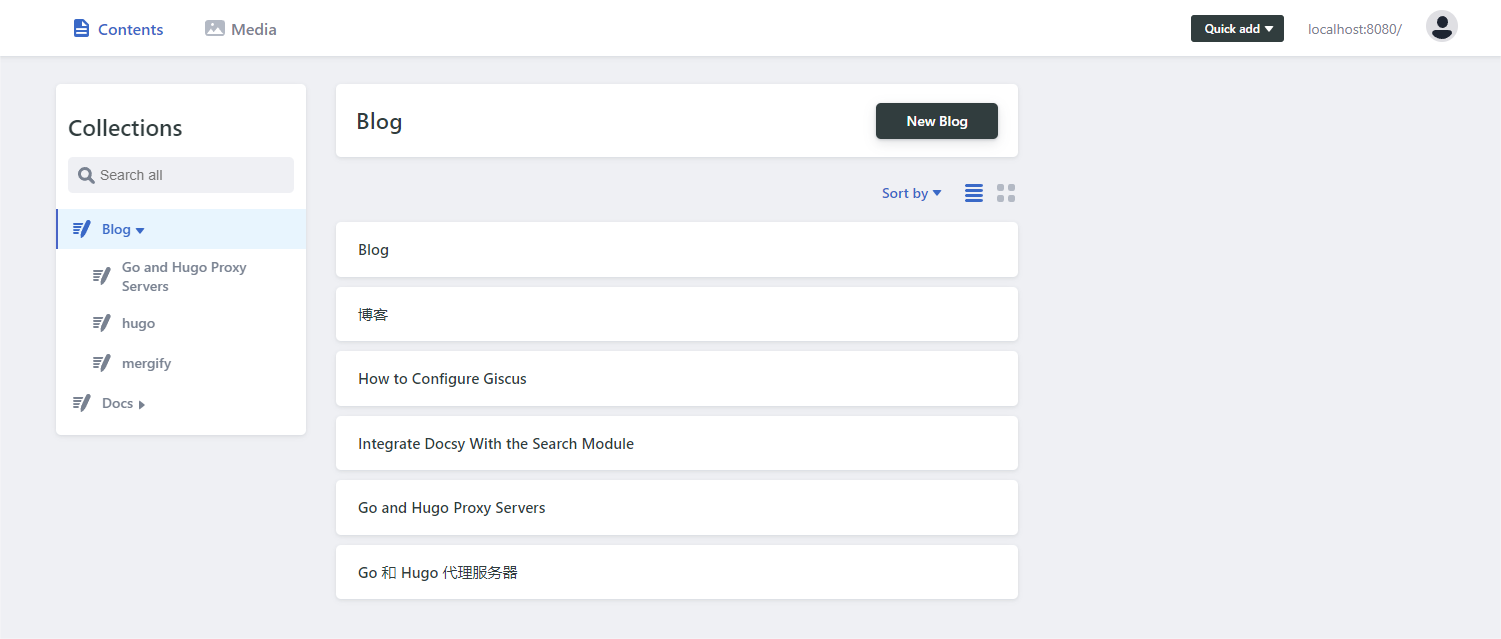 Contents
Media
Quick add
localhost:8080/
Collections
Search all
Blog
Go and Hugo Proxy
Servers
hugo
mergify
Docs
Blog
New Blog
Sort by
Blog
博客
How to Configure Giscus
Integrate Docsy With the Search Module
Go and Hugo Proxy Servers
Go 和 Hugo 代理服务器